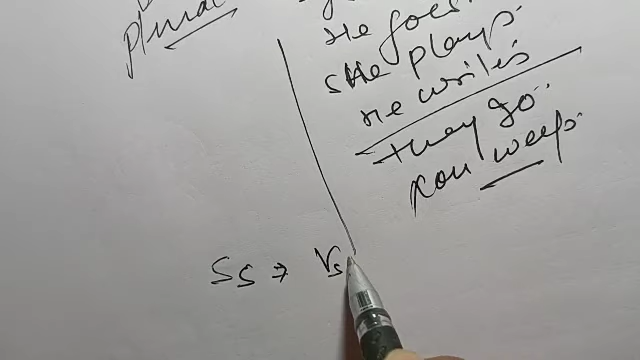 Plural
He goes.
She plays.
He writes
They go.
You weep.
Ss → Vs